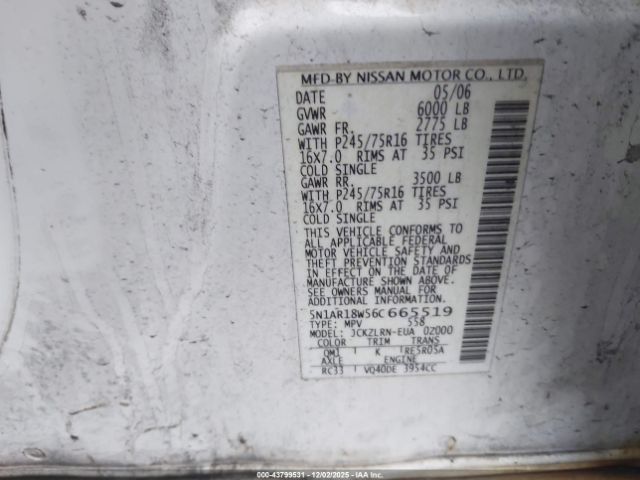 MFD-BY NISSAN MOTOR CO., LTD.
DATE 05/06
GVWR 6000 LB
GAWR FR. 2775 LB
WITH P245/75R16 TIRES
16X7.0 RIMS AT 35 PSI
COLD SINGLE
GAWR RR. 3500 LB
WITH P245/75R16 TIRES
16X7.0 RIMS AT 35 PSI
COLD SINGLE
THIS VEHICLE CONFORMS TO
ALL APPLICABLE FEDERAL
MOTOR VEHICLE SAFETY AND
THEFT PREVENTION STANDARDS
IN EFFECT ON THE DATE OF
MANUFACTURE SHOWN ABOVE.
SEE OWNERS MANUAL FOR
ADDITIONAL INFORMATION
5N1AR18W56C665519
TYPE: MPV 558
MODEL: JCKZLRN-EUA 02000
COLOR TRIM TRANS
QM1 K RE5R05A
AXLE ENGINE
RC33 VQ40DE 3954CC
000-43799531 - 12/02/2025 - IAA Inc.